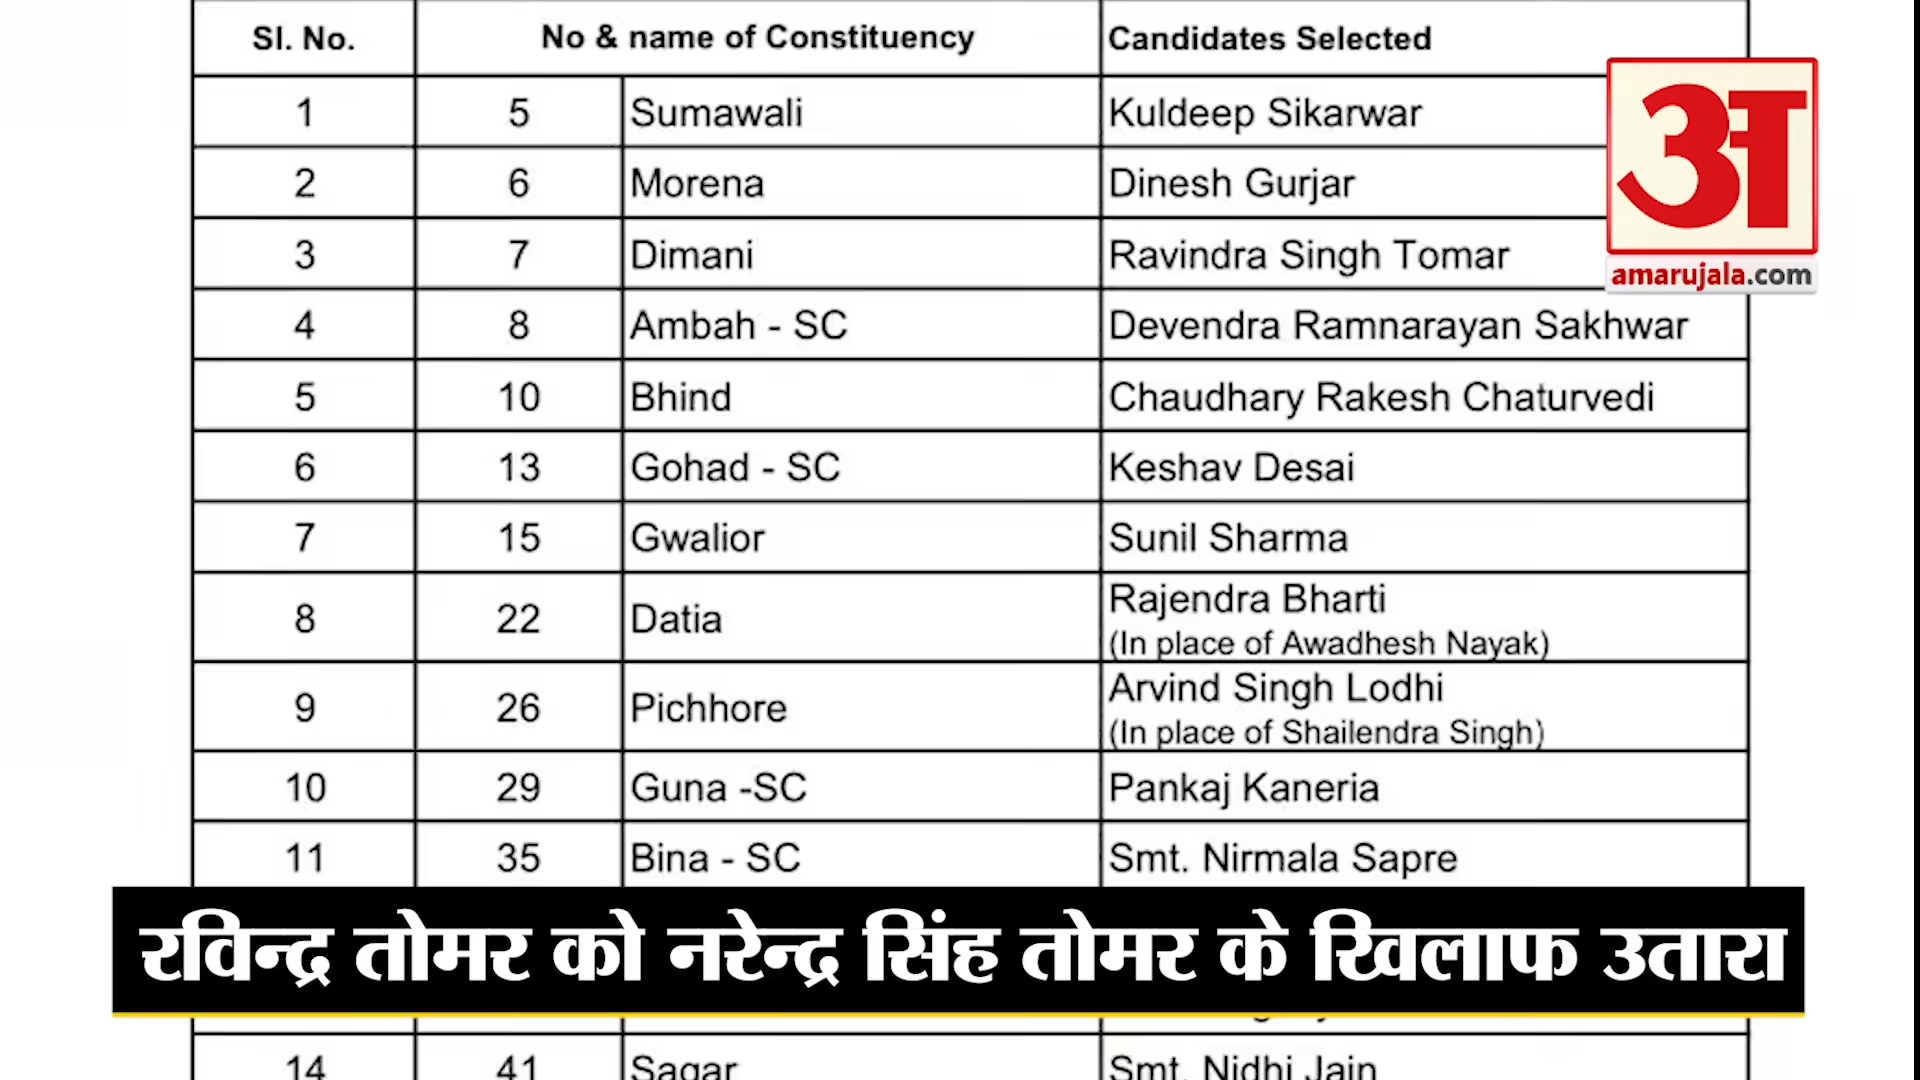 Sl. No. No & name of Constituency Candidates Selected
1 5 Sumawali Kuldeep Sikarwar
2 6 Morena Dinesh Gurjar
3 7 Dimani Ravindra Singh Tomar
4 8 Ambah - SC Devendra Ramnarayan Sakhwar
5 10 Bhind Chaudhary Rakesh Chaturvedi
6 13 Gohad - SC Keshav Desai
7 15 Gwalior Sunil Sharma
8 22 Datia Rajendra Bharti
(In place of Awadhesh Nayak)
9 26 Pichhore Arvind Singh Lodhi
(In place of Shailendra Singh)
10 29 Guna -SC Pankaj Kaneria
11 35 Bina - SC Smt. Nirmala Sapre
14 41 Sagar Smt. Nidhi Jain
अ
amarujala.com
रविन्द्र तोमर को नरेन्द्र सिंह तोमर के खिलाफ उतारा